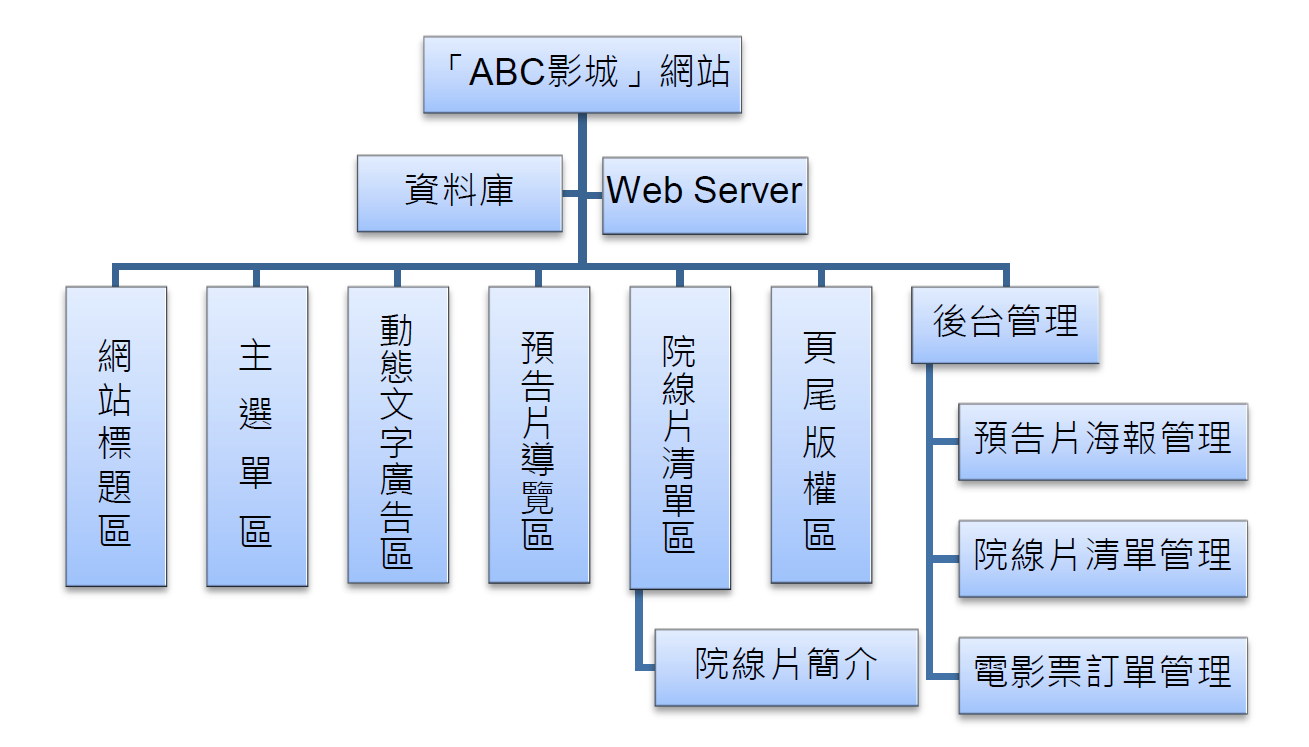 「ABC影城」網站
資料庫
Web Server
網站標題區
主選單區
動態文字廣告區
預告片導覽區
院線片清單區
頁尾版權區
後台管理
預告片海報管理
院線片清單管理
院線片簡介
電影票訂單管理